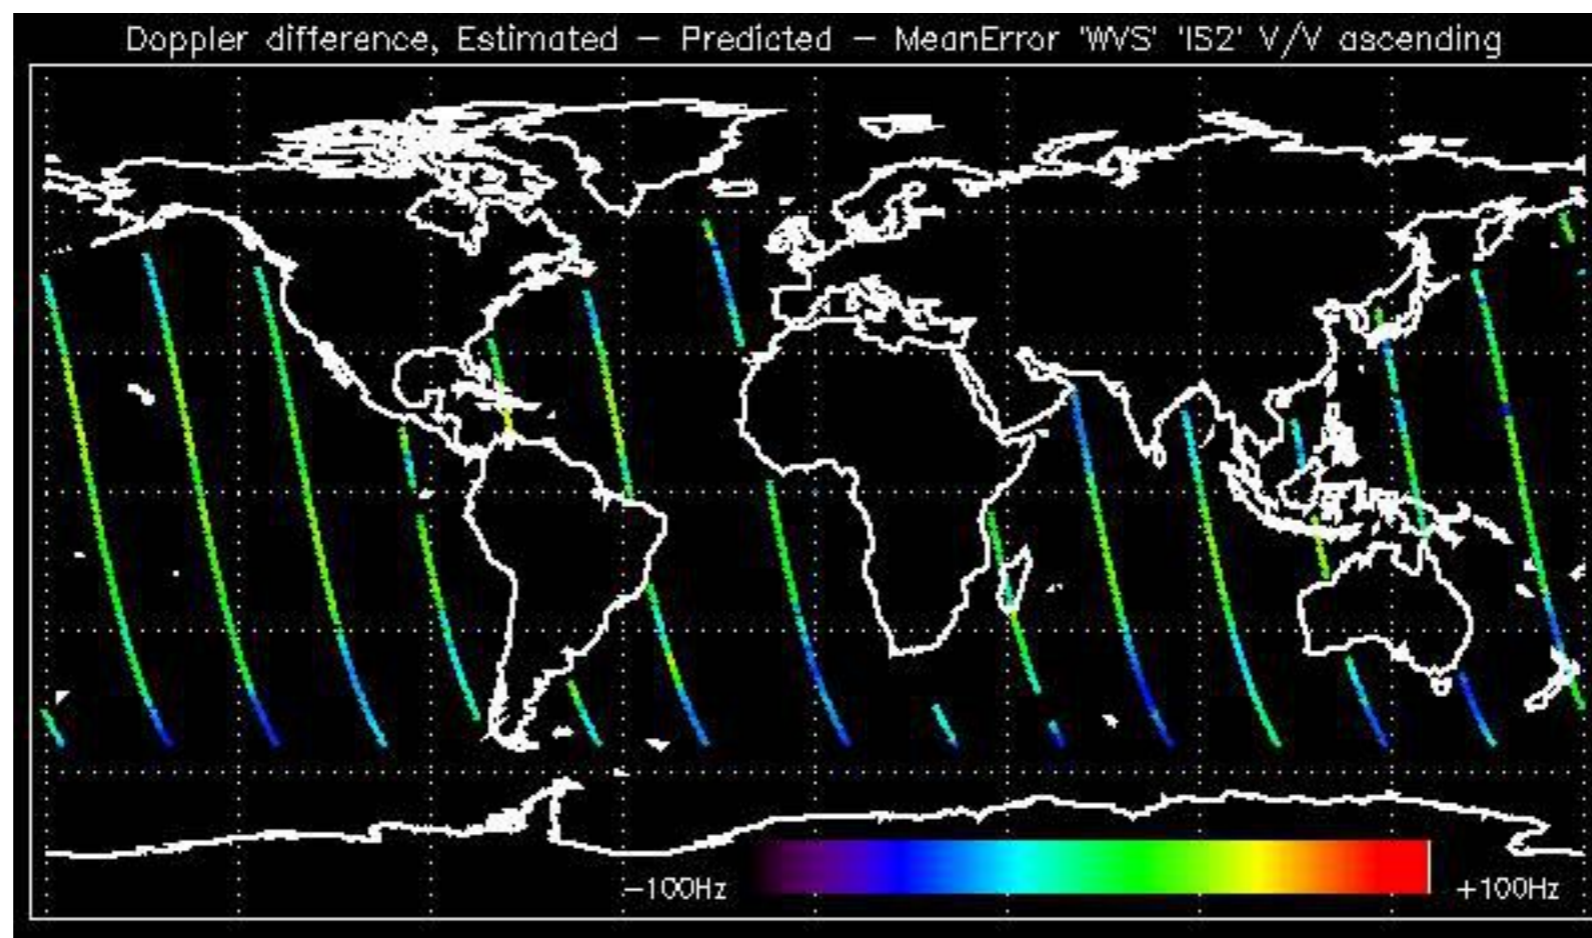 Doppler difference, Estimated – Predicted – MeanError 'WVS' 'IS2' V/V ascending
–100Hz
+100Hz